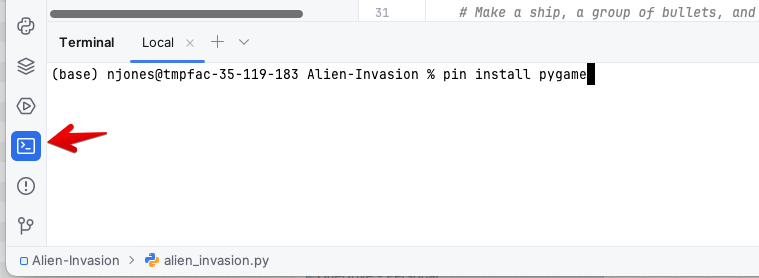 31 # Make a ship, a group of bullets, and
Terminal Local
(base) njones@tmpfac-35-119-183 Alien-Invasion % pin install pygame
Alien-Invasion > alien_invasion.py